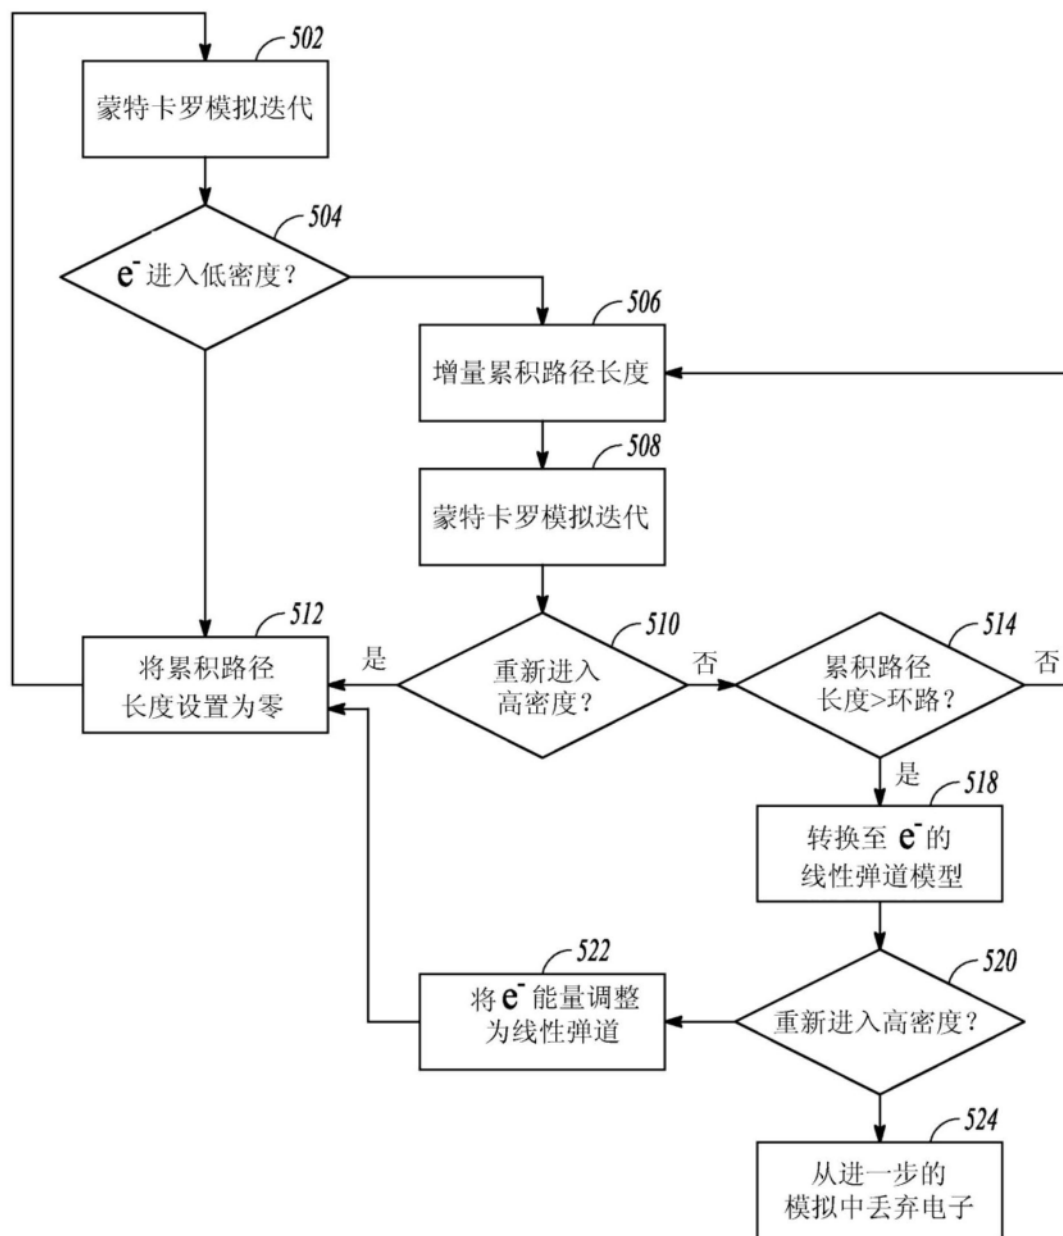 502
蒙特卡罗模拟迭代
504
e⁻ 进入低密度？
506
增量累积路径长度
508
蒙特卡罗模拟迭代
512
将累积路径
长度设置为零
是
510
重新进入
高密度？
否
514
累积路径
长度>环路？
否
是
518
转换至 e⁻ 的
线性弹道模型
522
将 e⁻ 能量调整
为线性弹道
520
重新进入高密度？
524
从进一步的
模拟中丢弃电子